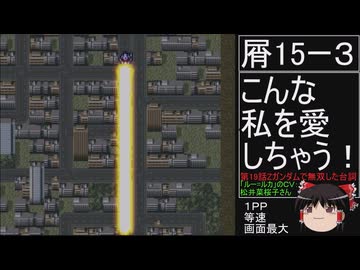 屑15－3
こんな
私を愛
しちゃう！
第19話Zガンダムで無双した台詞
「ルー=ルカ」のCV：
松井菜桜子さん
1PP
等速
画面最大